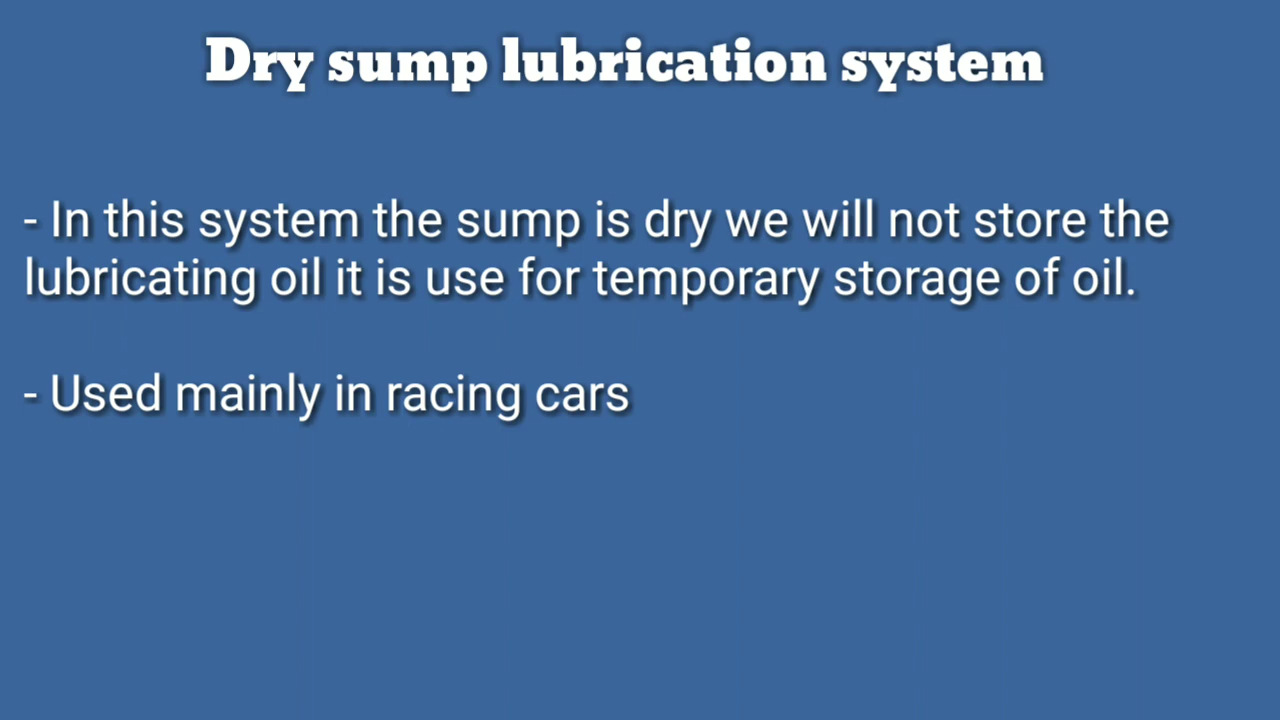 Dry sump lubrication system
- In this system the sump is dry we will not store the
lubricating oil it is use for temporary storage of oil.
- Used mainly in racing cars